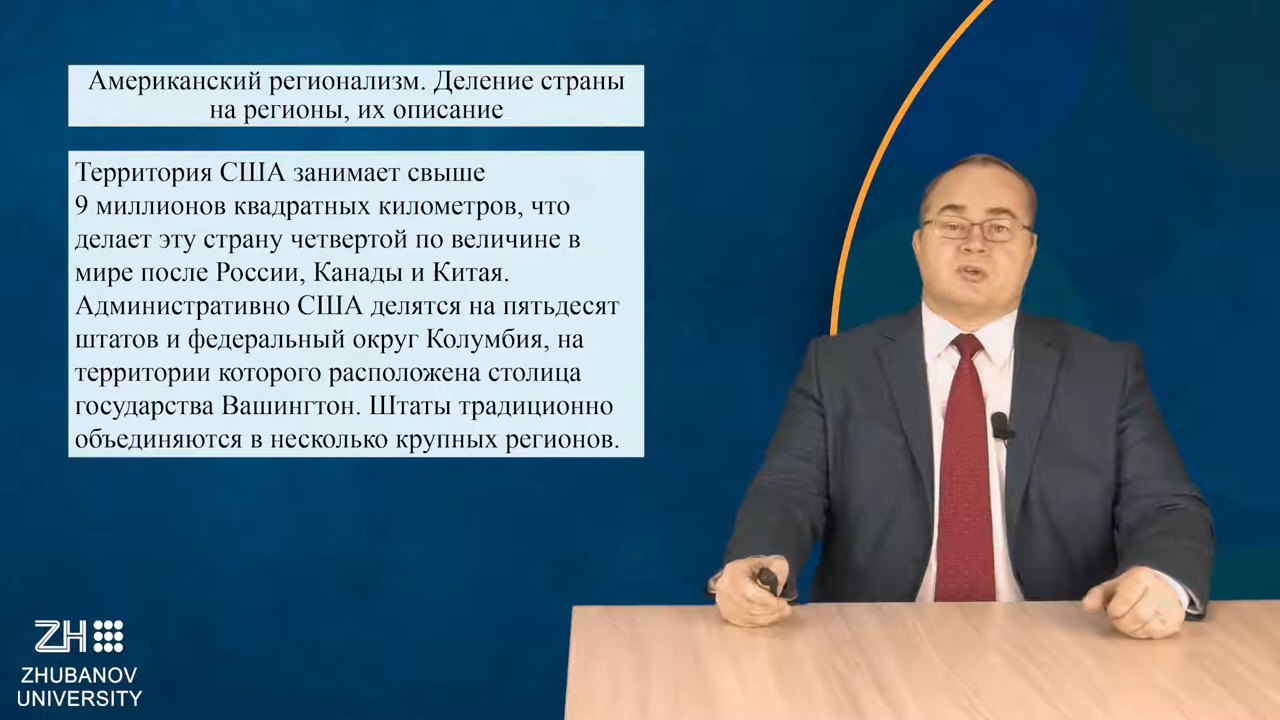 Американский регионализм. Деление страны
на регионы, их описание
Территория США занимает свыше
9 миллионов квадратных километров, что
делает эту страну четвертой по величине в
мире после России, Канады и Китая.
Административно США делятся на пятьдесят
штатов и федеральный округ Колумбия, на
территории которого расположена столица
государства Вашингтон. Штаты традиционно
объединяются в несколько крупных регионов.
ZH
ZHUBANOV
UNIVERSITY